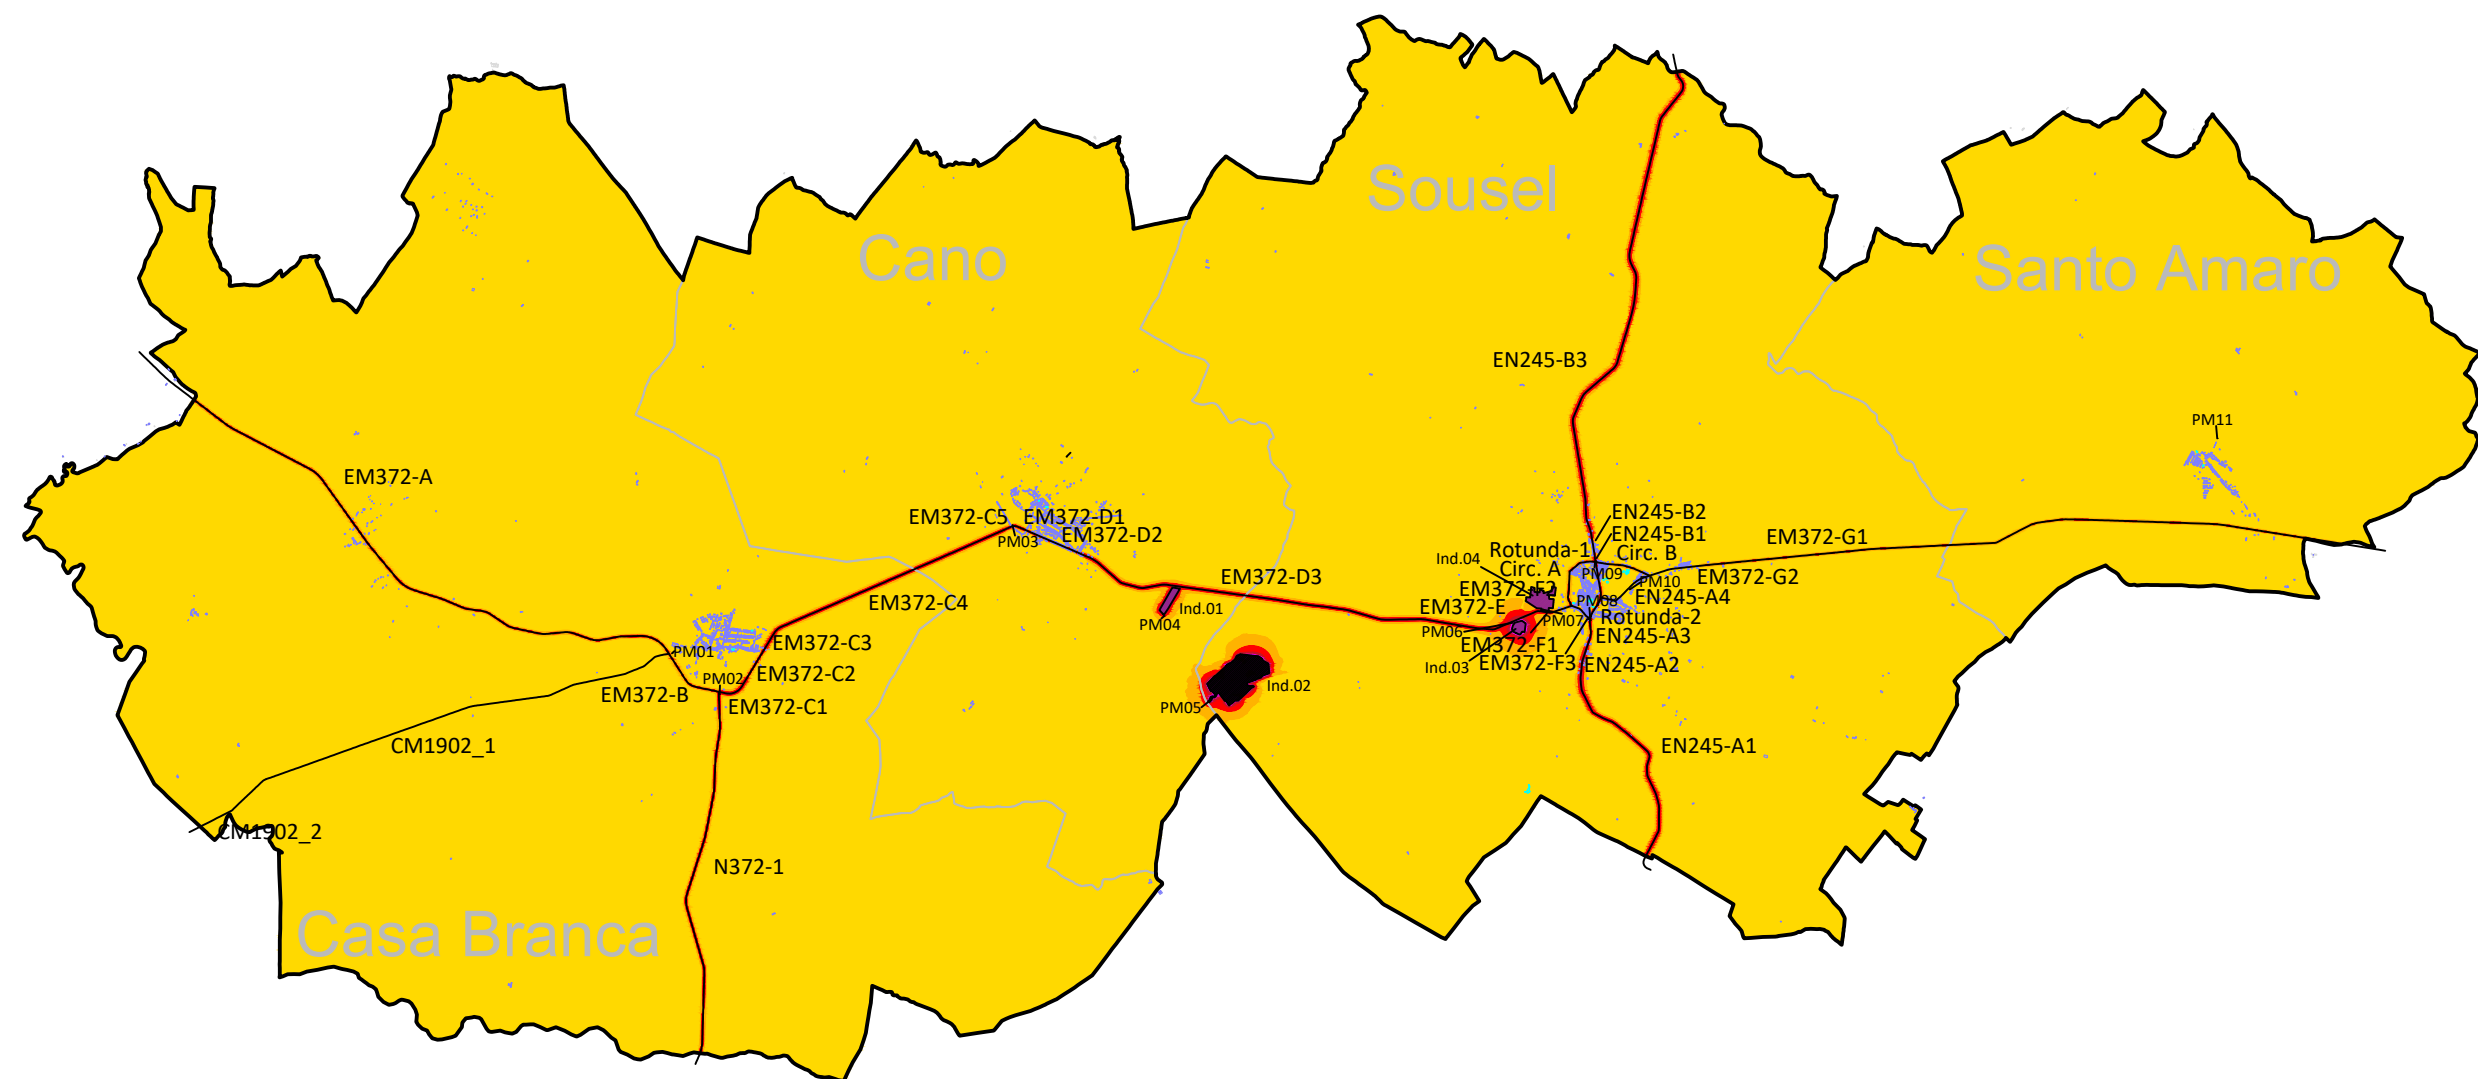 Sousel
Cano
Santo Amaro
EN245-B3
PM11
EM372-A
EM372-C5
EM372-D1
EM372-D2
PM03
EN245-B2
EN245-B1
EM372-G1
Rotunda-1
Circ. B
Ind.04
Circ. A
PM09
EM372-D3
EM372-F2
PM10
EM372-G2
EM372-C4
EM372-E
PM08
EN245-A4
Ind.01
PM04
PM06
PM07
Rotunda-2
EM372-C3
EM372-F1
EN245-A3
PM01
Ind.03
EM372-F3
EN245-A2
EM372-C2
PM02
Ind.02
EM372-B
EM372-C1
PM05
CM1902_1
EN245-A1
CM1902_2
N372-1
Casa Branca